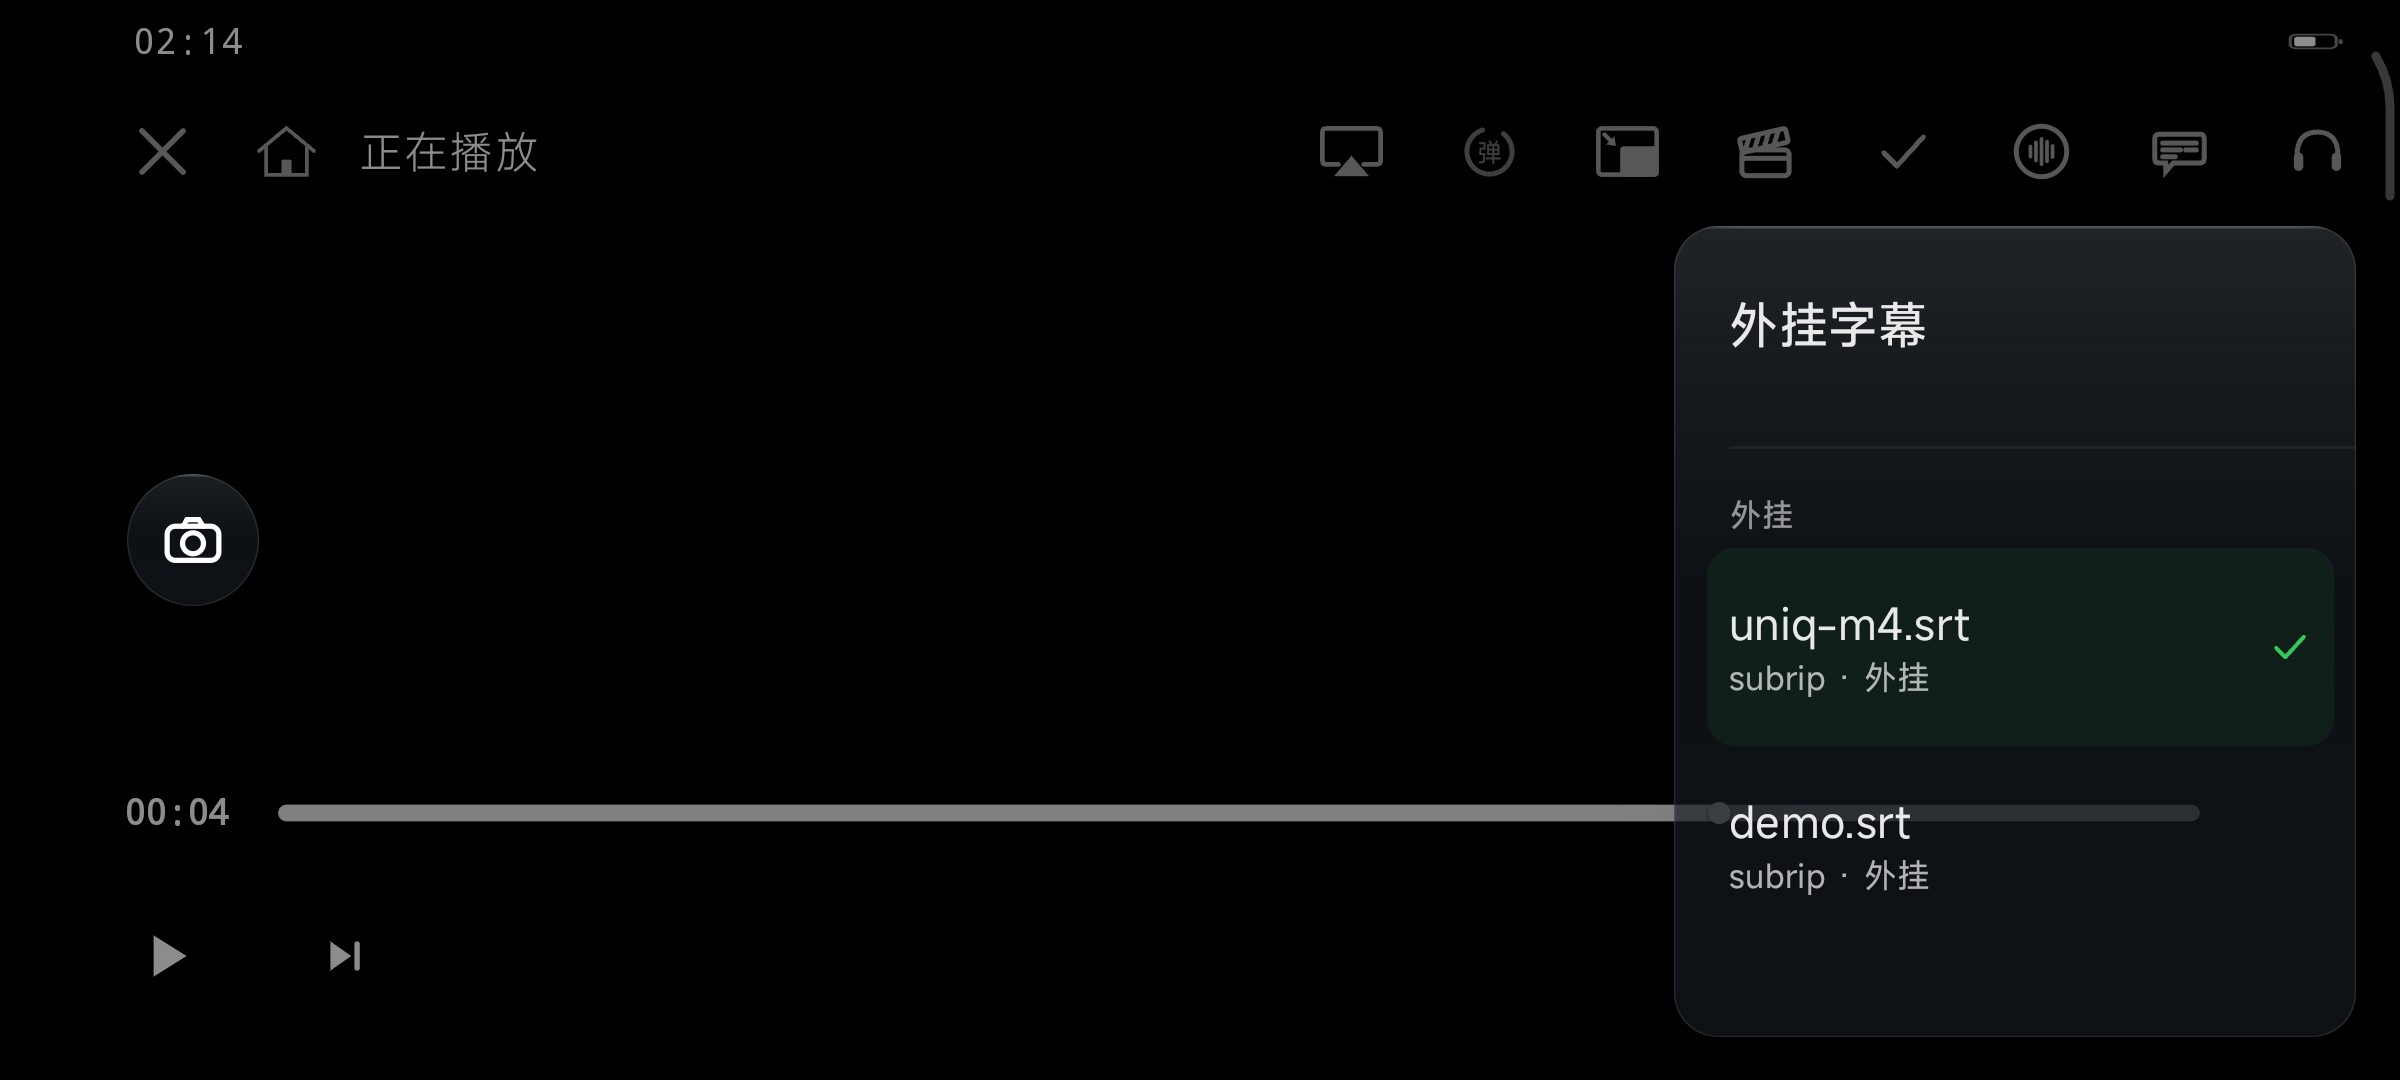 02:14
正在播放
弹
外挂字幕
外挂
uniq-m4.srt
subrip · 外挂
00:04
demo.srt
subrip · 外挂